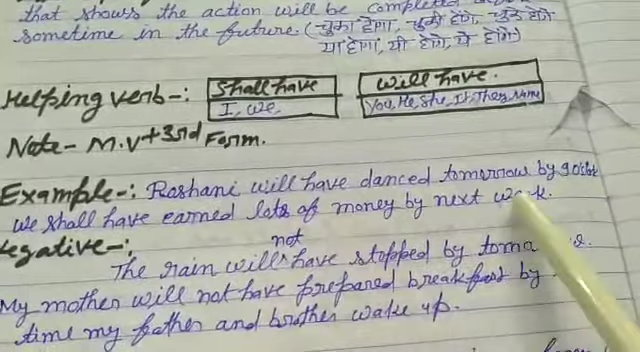 that shows the action will be completed
sometime in the future. (चुका होगा, चुकी होगी, चुके होंगे
या होगा, यी होगी, ये होंगे)
Helping verb-: Shall have will have.
I, we You, He, She, It, They, Name
Note- M.V+3rd Form.
Example-: Roshani will have danced tomorrow by 9 o'clock
we shall have earned lots of money by next week.
Negative-: not
The rain will have stopped by
My mother will not have prepared breakfast by
time my father and brother wake up.